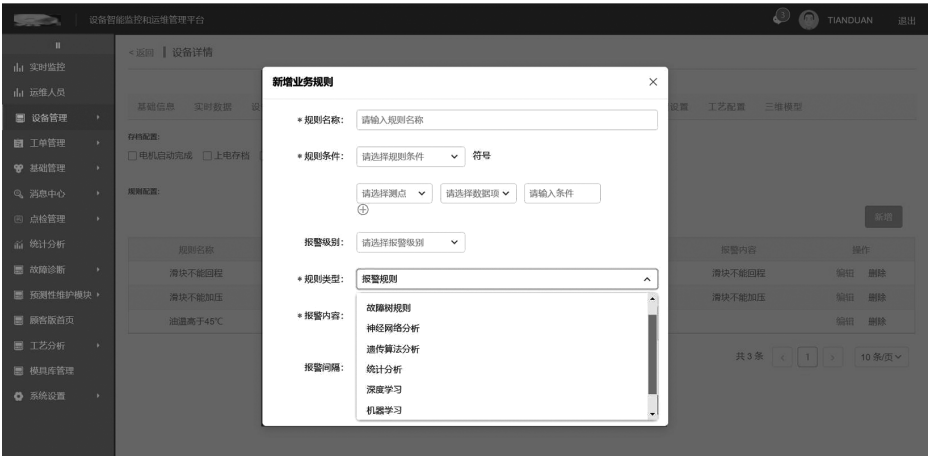 设备智能监控和运维管理平台
3
TIANDUAN 退出
实时监控
运维人员
设备管理
工单管理
基础管理
消息中心
点检管理
统计分析
故障诊断
预测性维护模块
顾客版首页
工艺分析
模具库管理
系统设置
<返回 设备详情
基础信息 实时数据 设 设置 工艺配置 三维模型
存档配置:
电机启动完成 上电存档
规则配置:
新增
规则名称 报警内容 操作
滑块不能回程 滑块不能回程 编辑 删除
滑块不能加压 滑块不能加压 编辑 删除
油温高于45℃ 编辑 删除
共 3 条 < 1 > 10 条/页
新增业务规则 ×
* 规则名称: 请输入规则名称
* 规则条件: 请选择规则条件 符号
请选择测点 请选择数据项 请输入条件
报警级别: 请选择报警级别
* 规则类型: 报警规则
* 报警内容:
报警间隔:
故障树规则
神经网络分析
遗传算法分析
统计分析
深度学习
机器学习